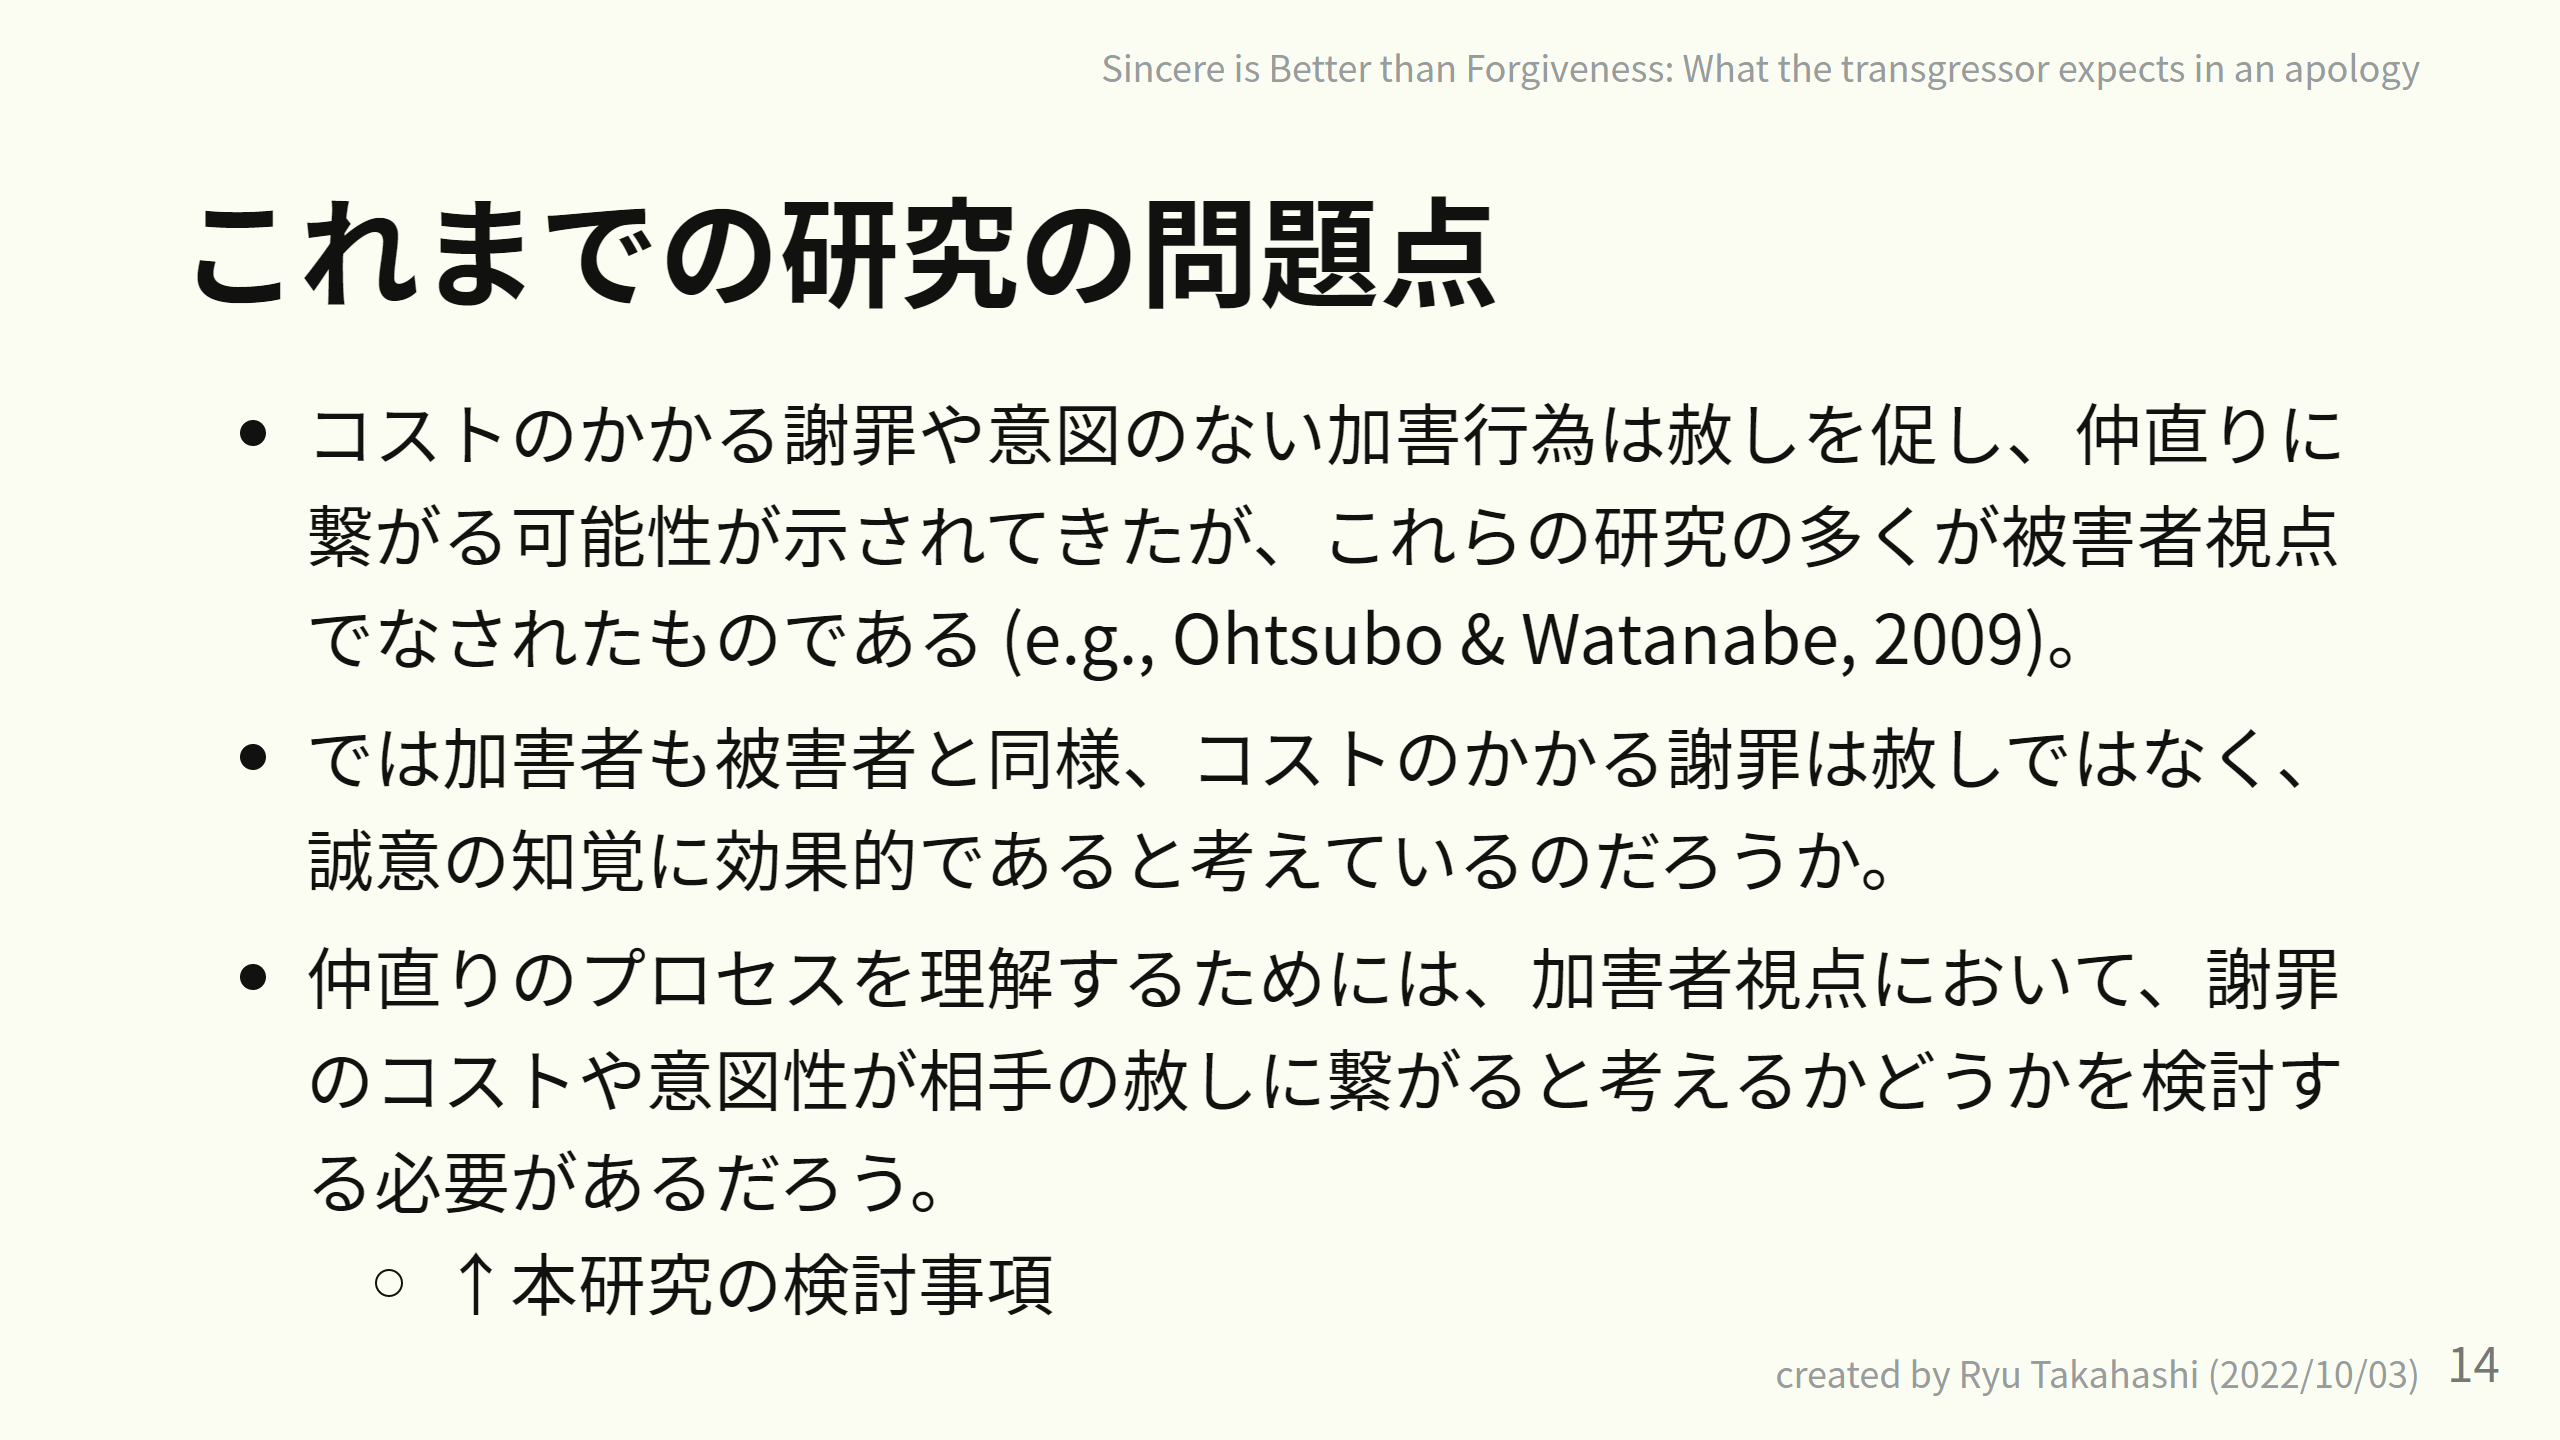 Sincere is Better than Forgiveness: What the transgressor expects in an apology
これまでの研究の問題点
• コストのかかる謝罪や意図のない加害行為は赦しを促し、仲直りに
繋がる可能性が示されてきたが、これらの研究の多くが被害者視点
でなされたものである (e.g., Ohtsubo & Watanabe, 2009)。
• では加害者も被害者と同様、コストのかかる謝罪は赦しではなく、
誠意の知覚に効果的であると考えているのだろうか。
• 仲直りのプロセスを理解するためには、加害者視点において、謝罪
のコストや意図性が相手の赦しに繋がると考えるかどうかを検討す
る必要があるだろう。
○ ↑本研究の検討事項
created by Ryu Takahashi (2022/10/03) 14